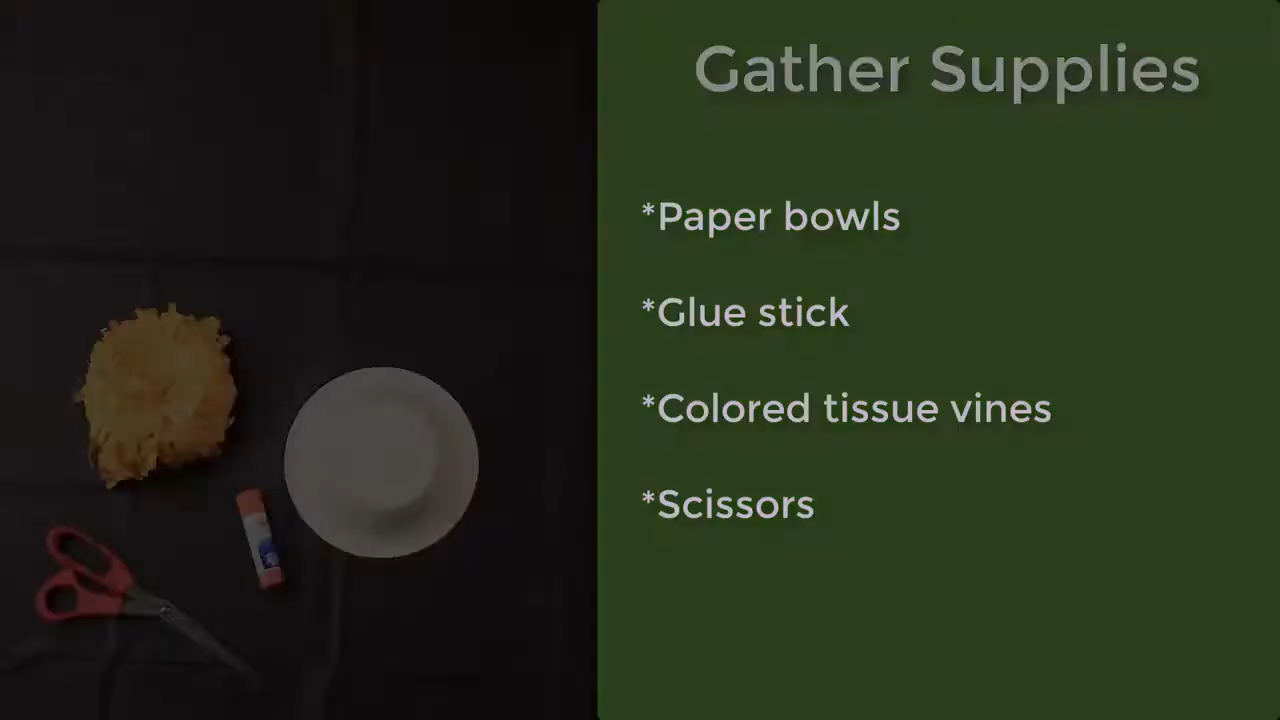 Gather Supplies
*Paper bowls
*Glue stick
*Colored tissue vines
*Scissors